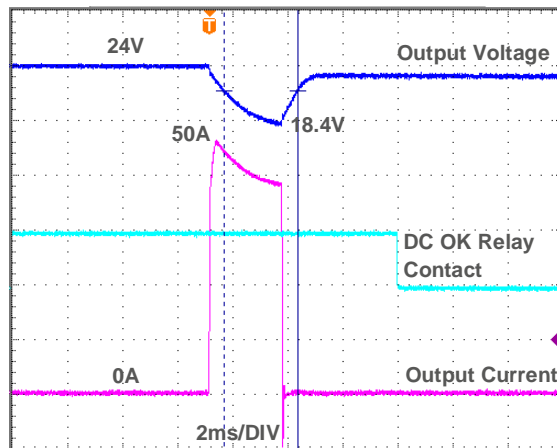 T
24V
Output Voltage
50A
18.4V
DC OK Relay
Contact
0A
Output Current
2ms/DIV